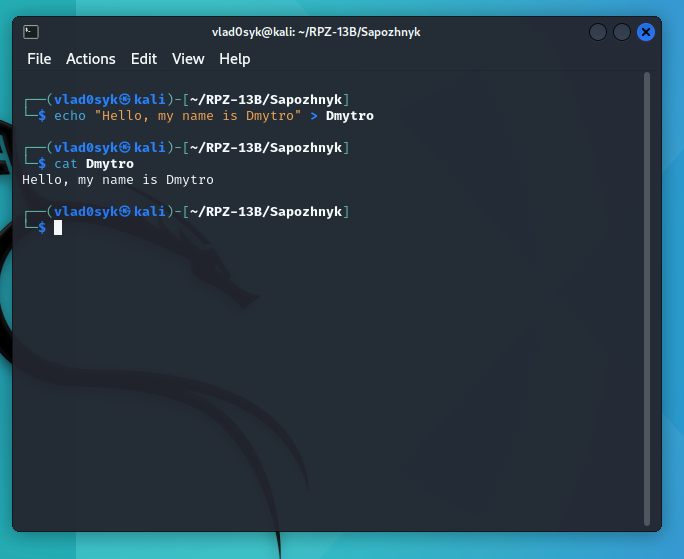 vlad0syk@kali: ~/RPZ-13B/Sapozhnyk
File Actions Edit View Help
┌──(vlad0syk㉿kali)-[~/RPZ-13B/Sapozhnyk]
└─$ echo "Hello, my name is Dmytro" > Dmytro
┌──(vlad0syk㉿kali)-[~/RPZ-13B/Sapozhnyk]
└─$ cat Dmytro
Hello, my name is Dmytro
┌──(vlad0syk㉿kali)-[~/RPZ-13B/Sapozhnyk]
└─$